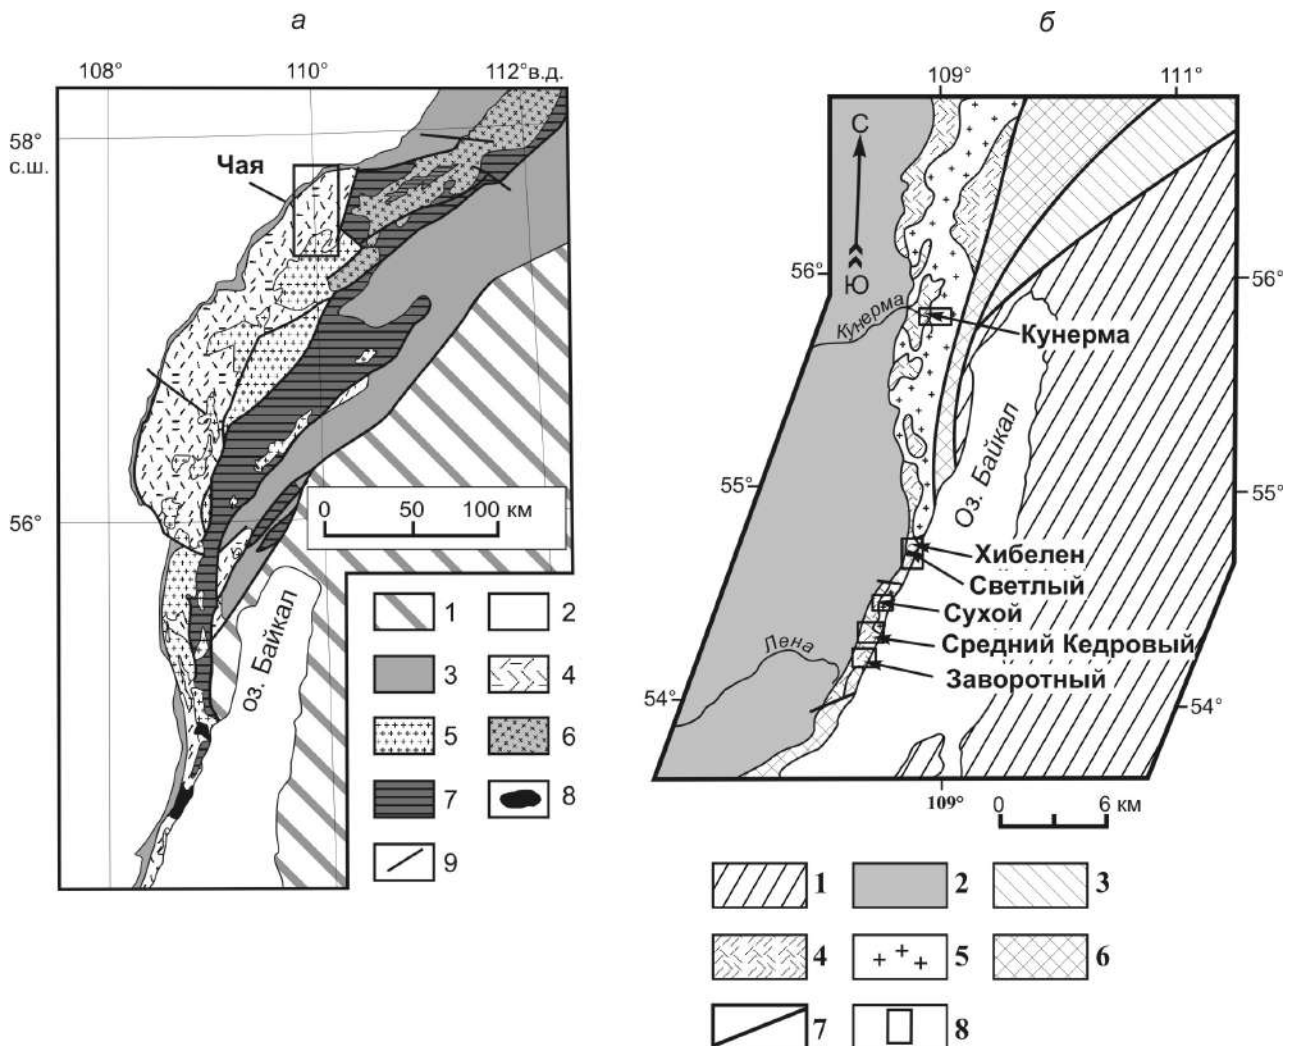 а
108°
110°
112°в.д.
58°
с.ш.
Чая
56°
0
50
100 км
оз. Байкал
1
2
3
4
5
6
7
8
9
б
109°
111°
С
Ю
56°
56°
Кунерма
Кунерма
Оз. Байкал
55°
55°
Хибелен
Светлый
Сухой
Средний Кедровый
Заворотный
Лена
54°
54°
109°
0
6 км
1
2
3
4
5
6
7
8